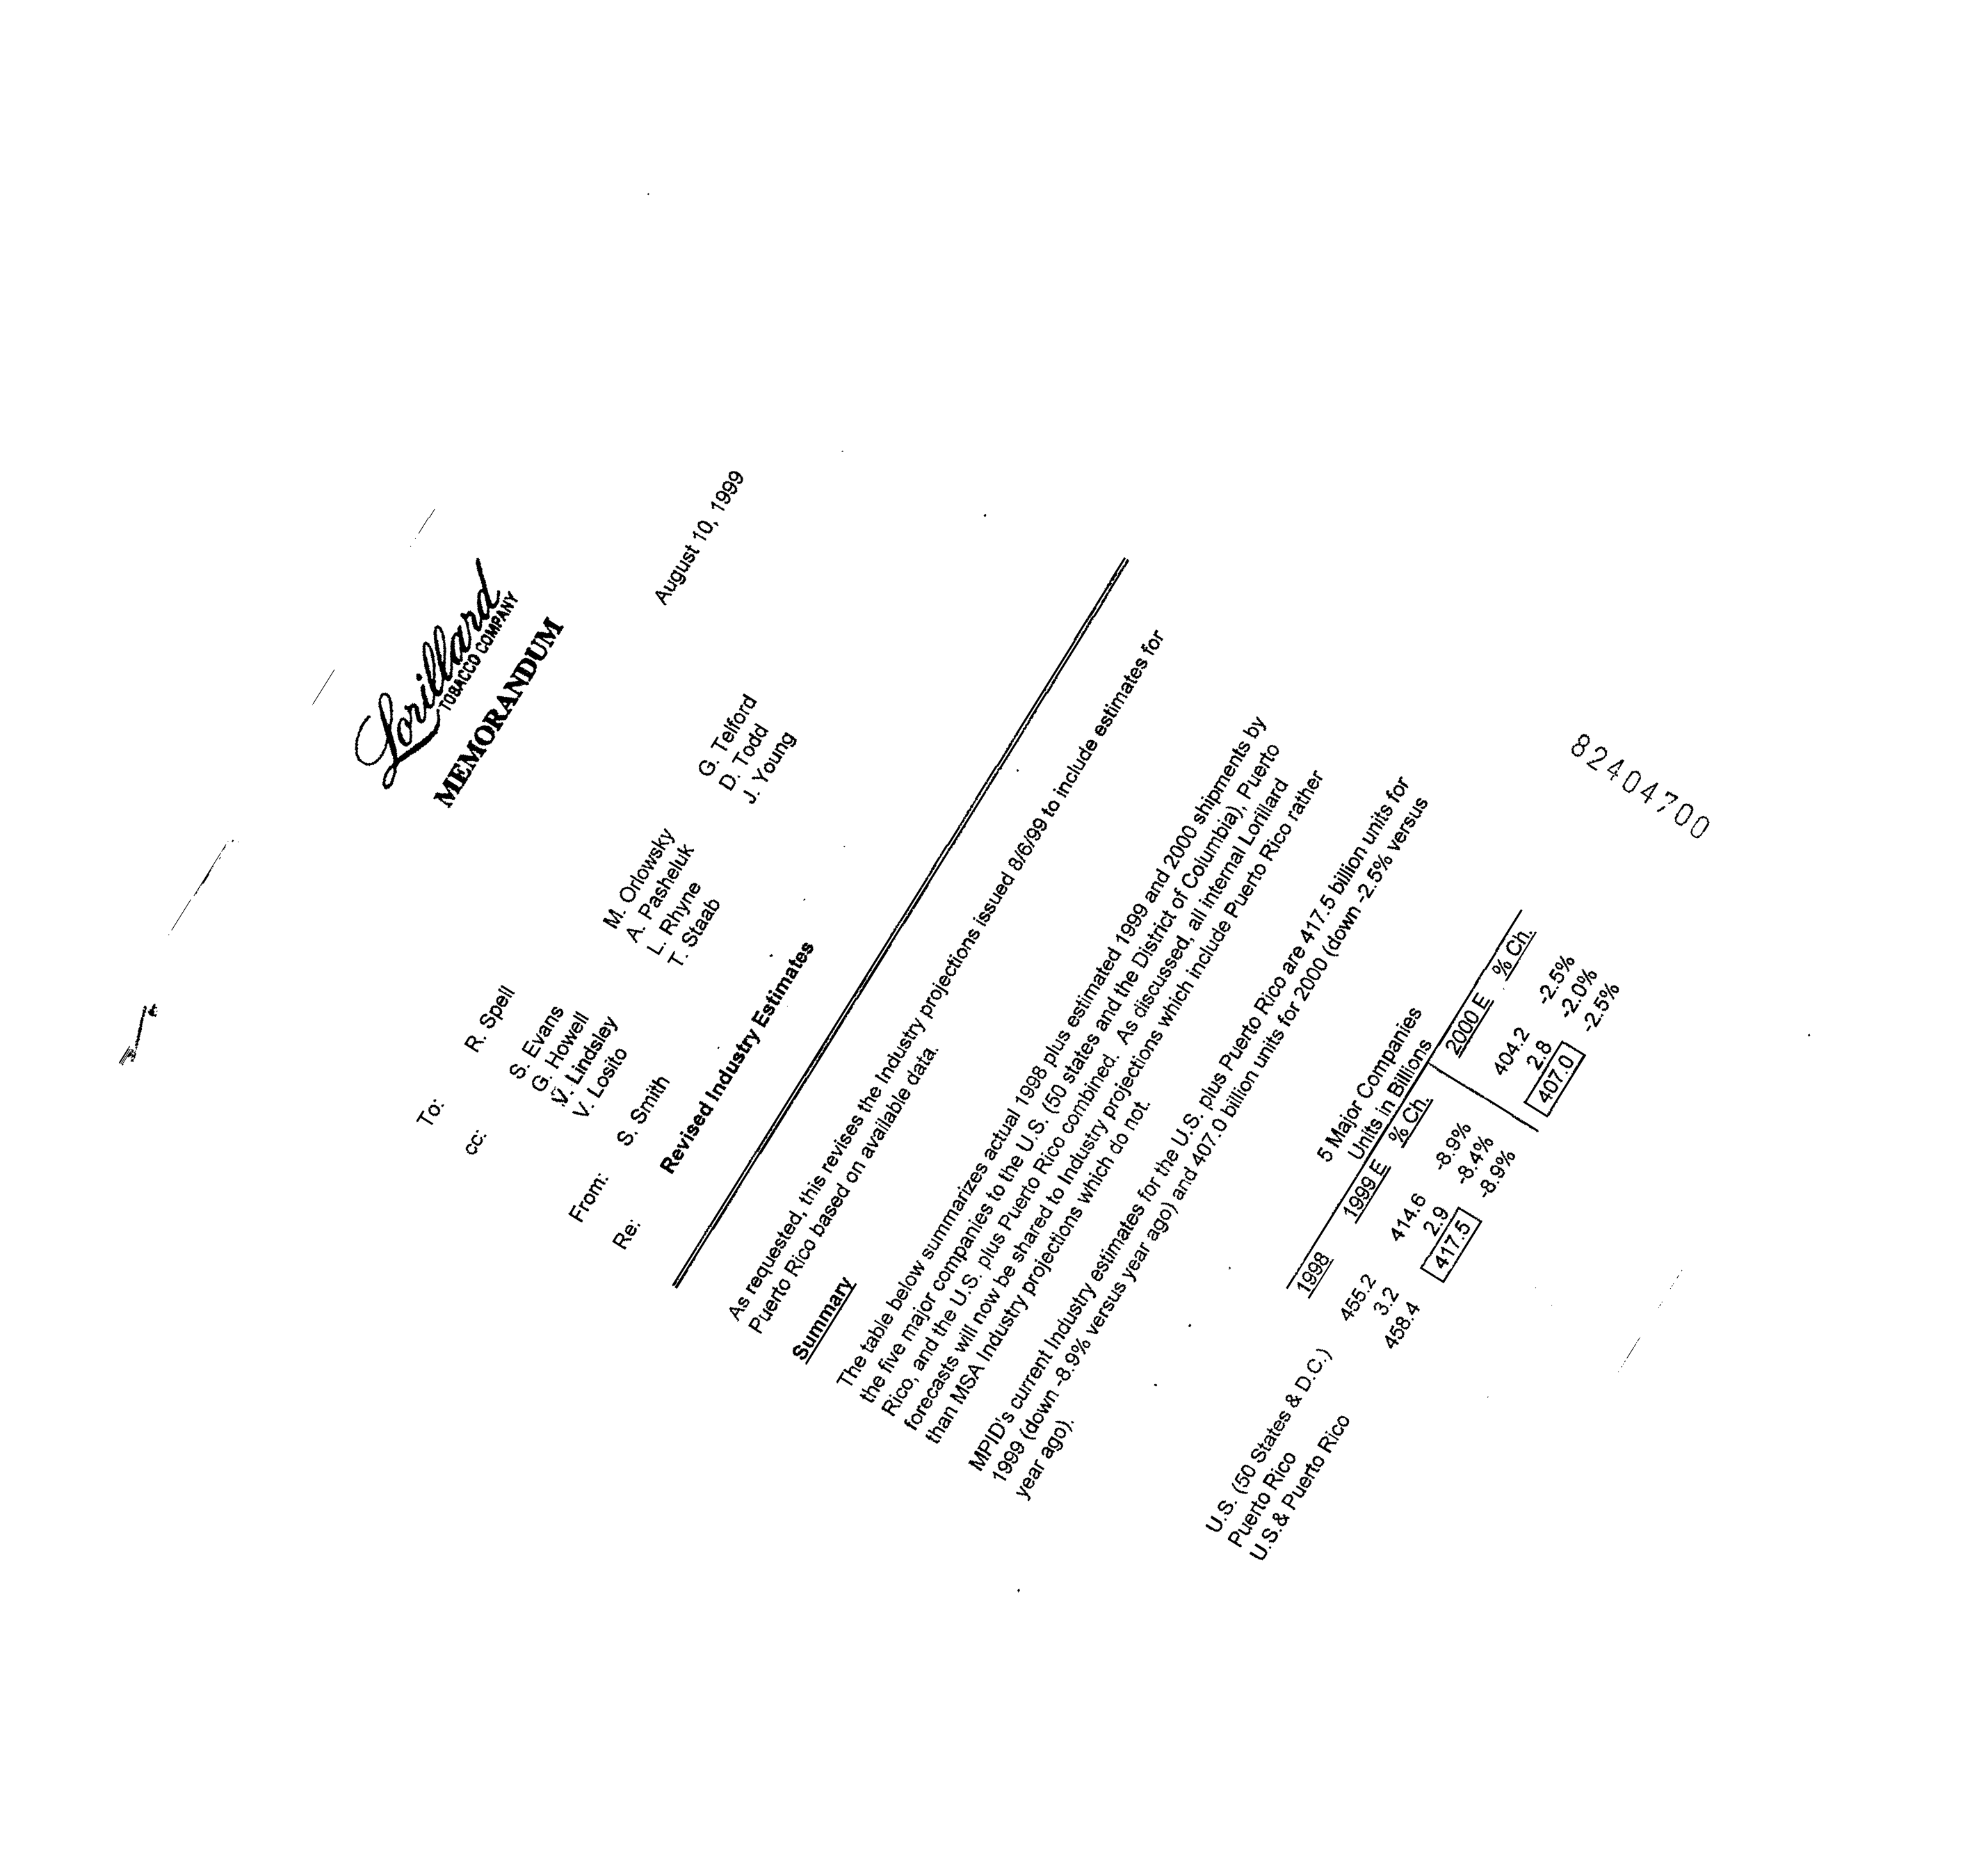 Lorillard
TOBACCO COMPANY
MEMORANDUM
August 10, 1999
To: R. Spell
cc: S. Evans M. Orlowsky G. Telford
G. Howell A. Pasheluk D. Todd
V. Lindsley L. Rhyne J. Young
V. Losito T. Staab
From: S. Smith
Re: Revised Industry Estimates
As requested, this revises the Industry projections issued 8/6/99 to include estimates for
Puerto Rico based on available data.
Summary
The table below summarizes actual 1998 plus estimated 1999 and 2000 shipments by
the five major companies to the U.S. (50 states and the District of Columbia), Puerto
Rico, and the U.S. plus Puerto Rico combined. As discussed, all internal Lorillard
forecasts will now be shared to Industry projections which include Puerto Rico rather
than MSA Industry projections which do not.
MPID's current Industry estimates for the U.S. plus Puerto Rico are 417.5 billion units for
1999 (down -8.9% versus year ago) and 407.0 billion units for 2000 (down -2.5% versus
year ago).
5 Major Companies
Units in Billions
1998 1999 E % Ch. 2000 E % Ch.
U.S. (50 States & D.C.) 455.2 414.6 -8.9% 404.2 -2.5%
Puerto Rico 3.2 2.9 -8.4% 2.8 -2.0%
U.S.& Puerto Rico 458.4 417.5 -8.9% 407.0 -2.5%
82404700